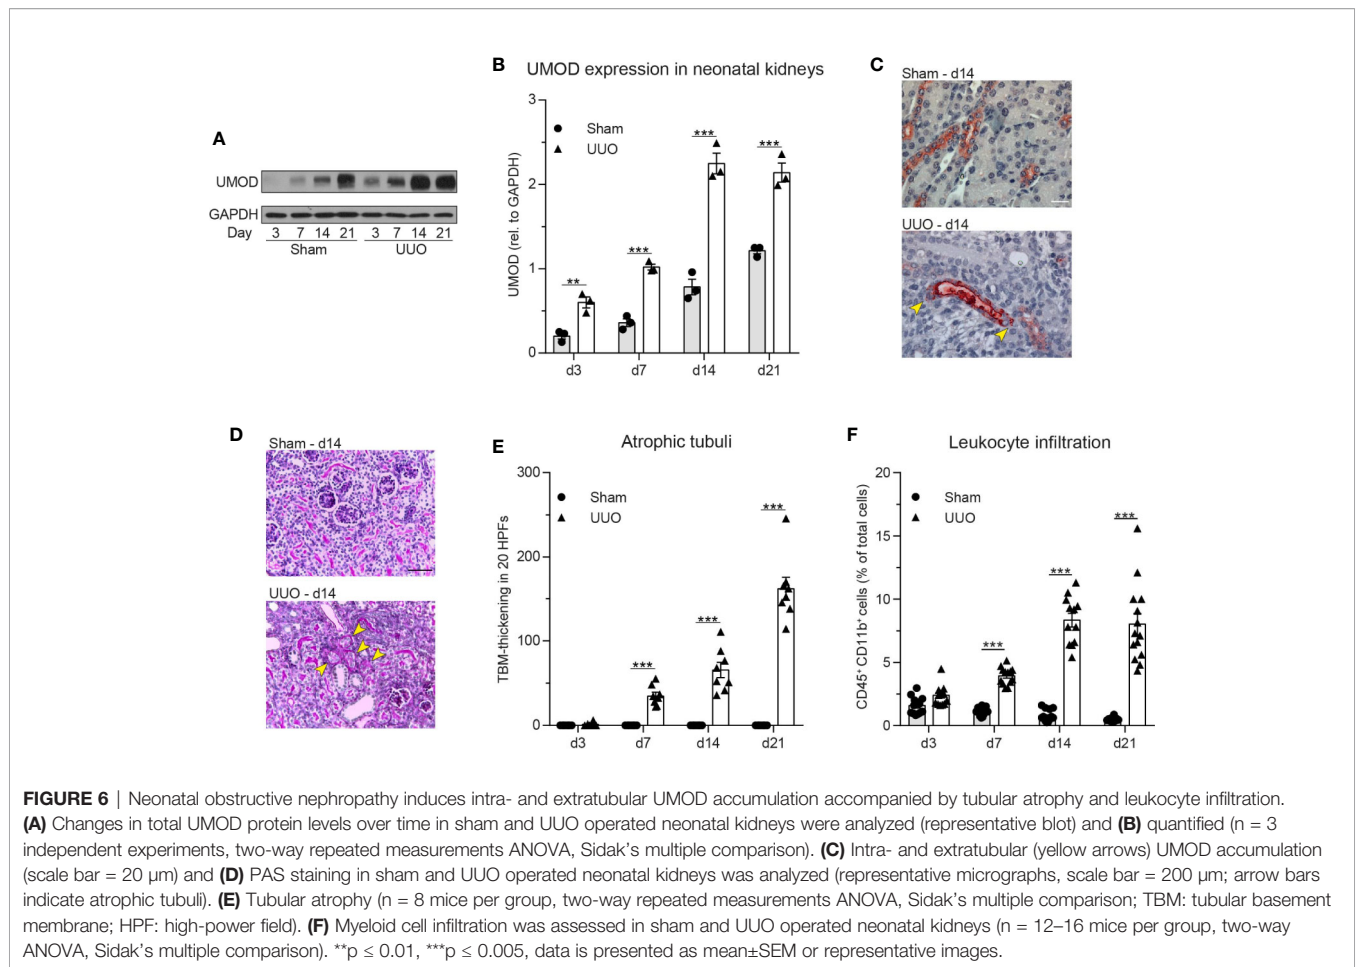 A
UMOD
GAPDH
Day 3 7 14 21 3 7 14 21
Sham UUO
B UMOD expression in neonatal kidneys
UMOD (rel. to GAPDH)
3
2
1
0
Sham
UUO
** *** *** ***
d3 d7 d14 d21
C
Sham - d14
UUO - d14
D
Sham - d14
UUO - d14
E Atrophic tubuli
TBM-thickening in 20 HPFs
300
200
100
0
Sham
UUO
*** *** ***
d3 d7 d14 d21
F Leukocyte infiltration
CD45⁺ CD11b⁺ cells (% of total cells)
20
15
10
5
0
Sham
UUO
*** *** ***
d3 d7 d14 d21
FIGURE 6 | Neonatal obstructive nephropathy induces intra- and extratubular UMOD accumulation accompanied by tubular atrophy and leukocyte infiltration.
(A) Changes in total UMOD protein levels over time in sham and UUO operated neonatal kidneys were analyzed (representative blot) and (B) quantified (n = 3
independent experiments, two-way repeated measurements ANOVA, Sidak's multiple comparison). (C) Intra- and extratubular (yellow arrows) UMOD accumulation
(scale bar = 20 µm) and (D) PAS staining in sham and UUO operated neonatal kidneys was analyzed (representative micrographs, scale bar = 200 µm; arrow bars
indicate atrophic tubuli). (E) Tubular atrophy (n = 8 mice per group, two-way repeated measurements ANOVA, Sidak's multiple comparison; TBM: tubular basement
membrane; HPF: high-power field). (F) Myeloid cell infiltration was assessed in sham and UUO operated neonatal kidneys (n = 12–16 mice per group, two-way
ANOVA, Sidak's multiple comparison). **p ≤ 0.01, ***p ≤ 0.005, data is presented as mean±SEM or representative images.